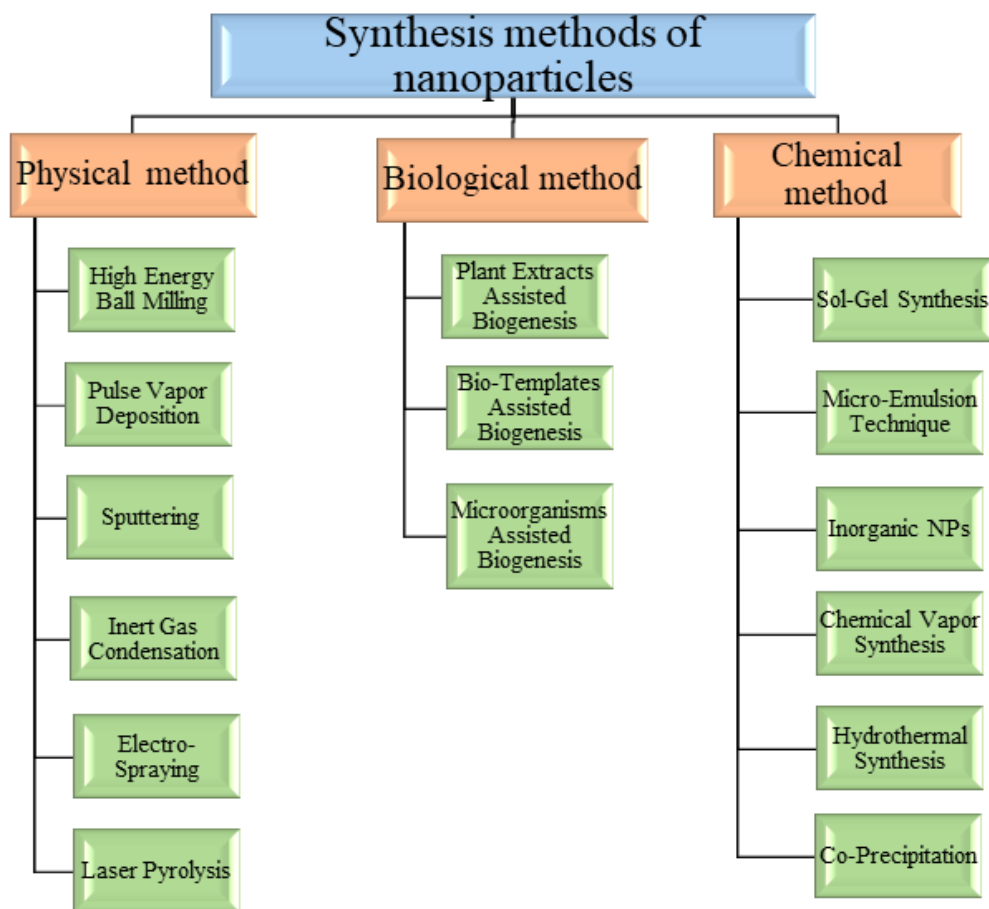 Synthesis methods of
nanoparticles
Physical method
High Energy
Ball Milling
Pulse Vapor
Deposition
Sputtering
Inert Gas
Condensation
Electro-
Spraying
Laser Pyrolysis
Biological method
Plant Extracts
Assisted
Biogenesis
Bio-Templates
Assisted
Biogenesis
Microorganisms
Assisted
Biogenesis
Chemical
method
Sol-Gel Synthesis
Micro-Emulsion
Technique
Inorganic NPs
Chemical Vapor
Synthesis
Hydrothermal
Synthesis
Co-Precipitation